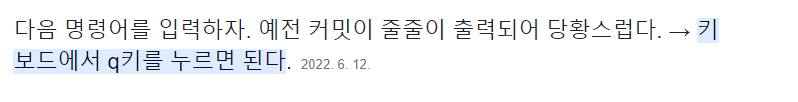 다음 명령어를 입력하자. 예전 커밋이 줄줄이 출력되어 당황스럽다. → 키
보드에서 q키를 누르면 된다. 2022. 6. 12.